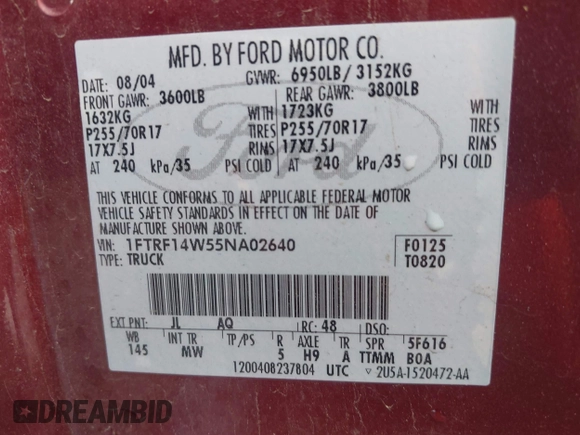 MFD. BY FORD MOTOR CO.
DATE: 08/04 GVWR: 6950LB/ 3152KG
FRONT GAWR: 3600LB REAR GAWR: 3800LB
1632KG WITH 1723KG WITH
P255/70R17 TIRES P255/70R17 TIRES
17X7.5J RIMS 17X7.5J RIMS
AT 240 kPa/35 PSI COLD AT 240 kPa/35 PSI COLD
Ford
THIS VEHICLE CONFORMS TO ALL APPLICABLE FEDERAL MOTOR
VEHICLE SAFETY STANDARDS IN EFFECT ON THE DATE OF
MANUFACTURE SHOWN ABOVE.
VIN: 1FTRF14W55NA02640 F0125
TYPE: TRUCK T0820
EXT PNT: JL AQ RC: 48 DSO:
WB INT TR TP/PS R AXLE TR SPR 5F616
145 MW 5 H9 A TTMM BOA
1200408237804 UTC 2U5A-1520472-AA
DREAMBID